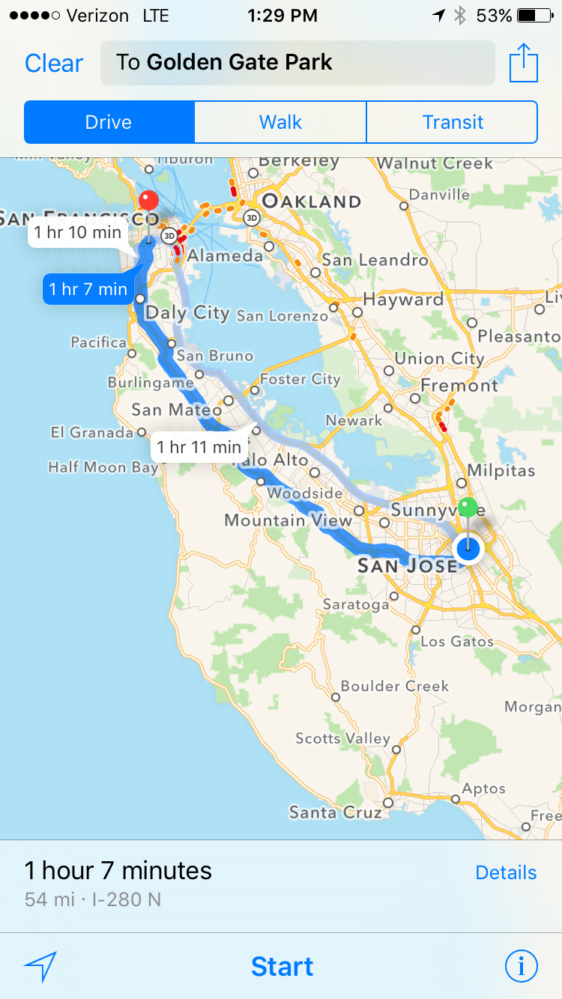 Verizon LTE 1:29 PM 53%
Clear
To Golden Gate Park
Drive Walk Transit
Tiburon
Berkeley
Walnut Creek
Danville
OAKLAND
SAN FRANCISCO
3D
1 hr 10 min
3D
Alameda
San Leandro
1 hr 7 min
Hayward
Daly City
San Lorenzo
Pacifica
San Bruno
Union City
Burlingame
Foster City
Fremont
San Mateo
Newark
El Granada
1 hr 11 min
Palo Alto
Half Moon Bay
Milpitas
Woodside
Sunnyv e
Mountain View
SAN JOSE
Saratoga
Los Gatos
Boulder Creek
Morgan
Scotts Valley
Aptos
Santa Cruz
Free
1 hour 7 minutes
Details
54 mi · I-280 N
Start
i